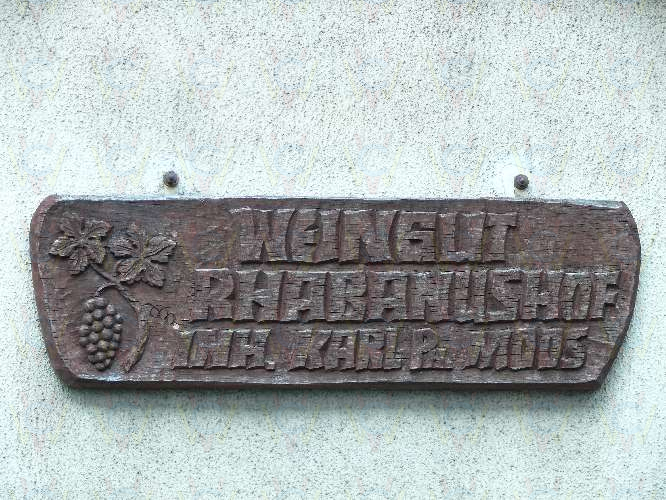 WEINGUT
RHABANUSHOF
INH. KARL P. MOOS